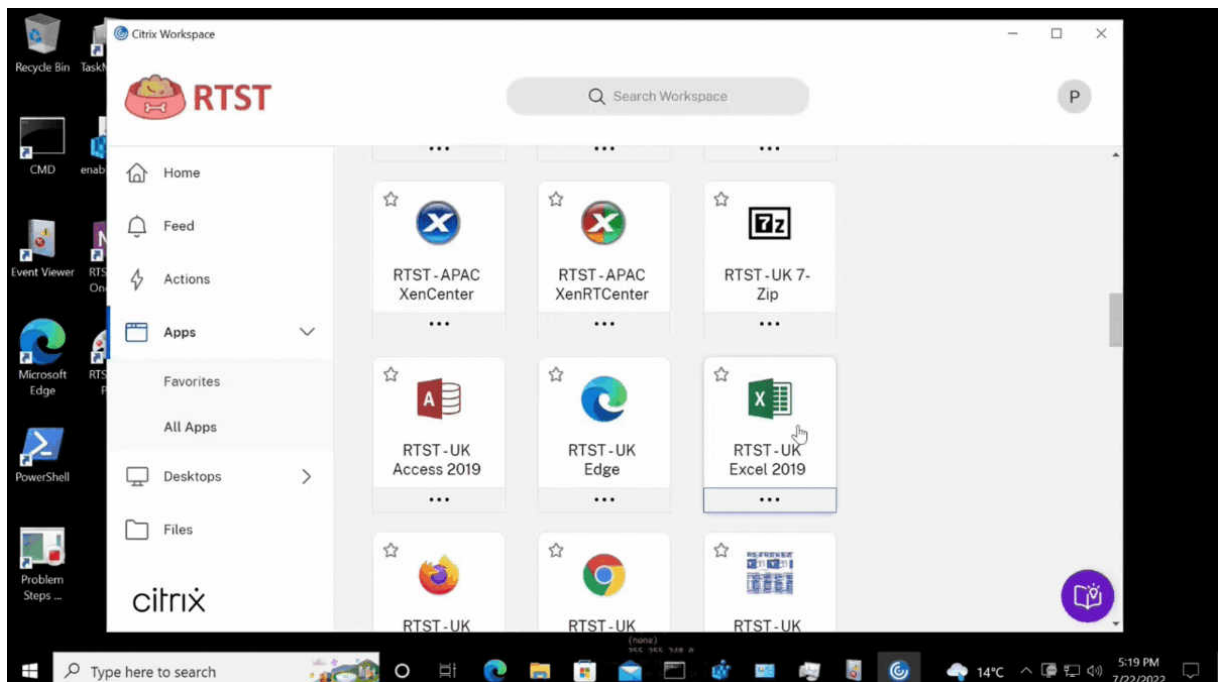 Citrix Workspace
RTST
Search Workspace
P
Recycle Bin
CMD
Event Viewer
Microsoft
Edge
PowerShell
Problem
Steps ...
Home
Feed
Actions
Apps
Favorites
All Apps
Desktops
Files
citrix
RTST - APAC
XenCenter
RTST - APAC
XenRTCenter
RTST - UK 7-
Zip
RTST - UK
Access 2019
RTST - UK
Edge
RTST - UK
Excel 2019
RTST - UK
RTST - UK
RTST - UK
(none)
Type here to search
14°C
5:19 PM
7/22/2022